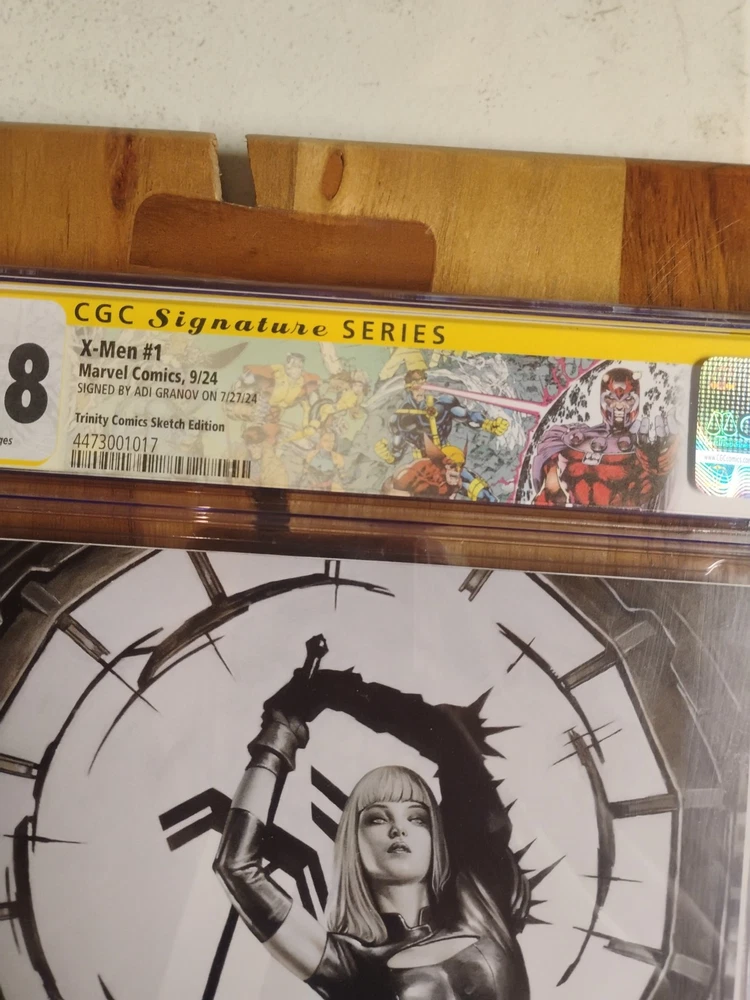 CGC Signature SERIES
X-Men #1
Marvel Comics, 9/24
SIGNED BY ADI GRANOV ON 7/27/24
Trinity Comics Sketch Edition
4473001017
8
ges